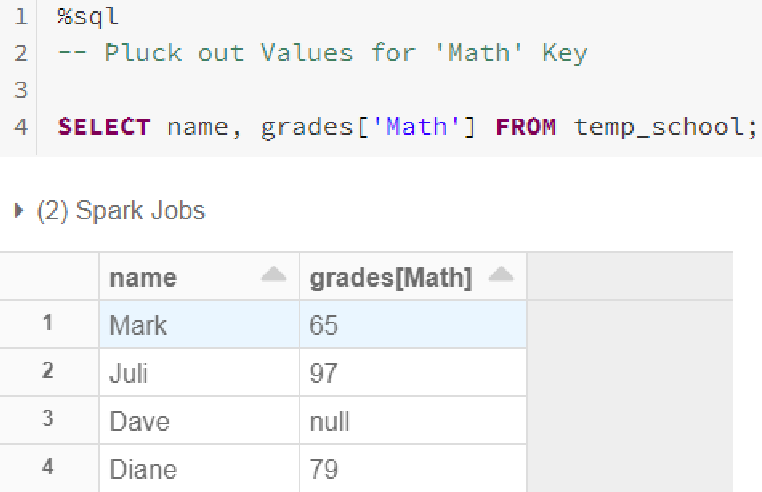 1 %sql
2 -- Pluck out Values for 'Math' Key
3
4 SELECT name, grades['Math'] FROM temp_school;
(2) Spark Jobs
name grades[Math]
1 Mark 65
2 Juli 97
3 Dave null
4 Diane 79